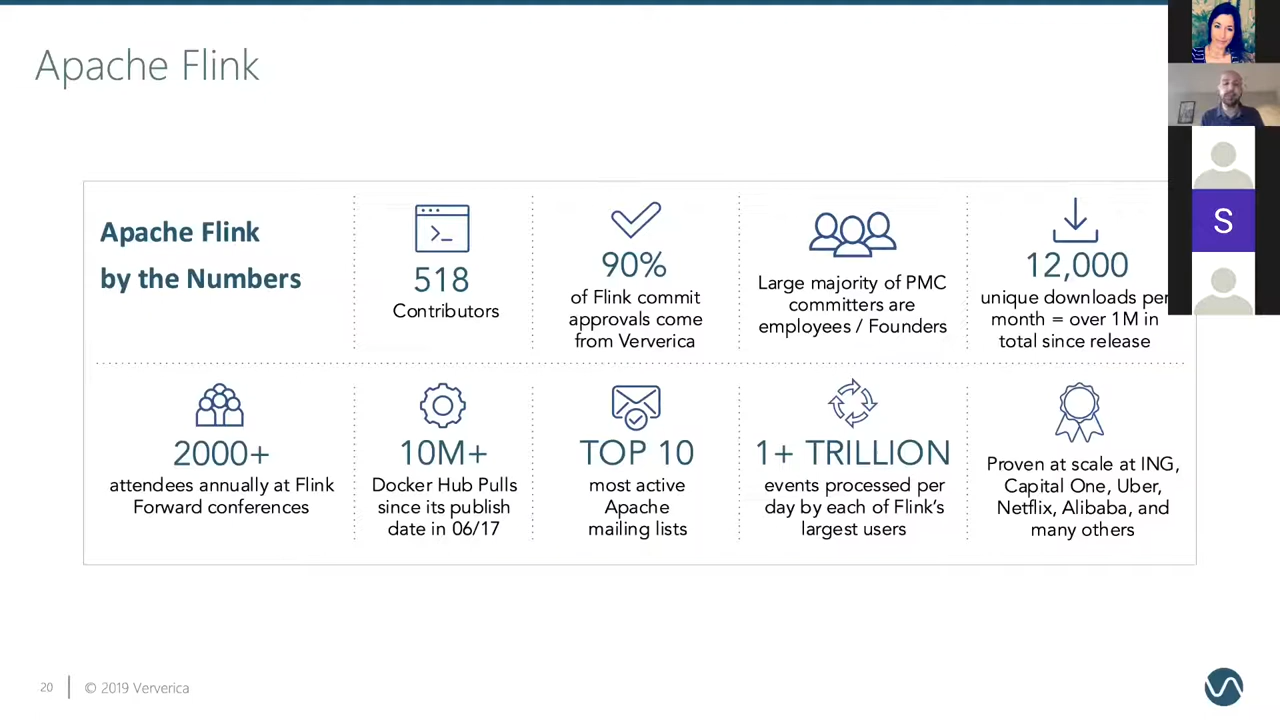 Apache Flink
Apache Flink
by the Numbers
>_
518
Contributors
90%
of Flink commit
approvals come
from Ververica
Large majority of PMC
committers are
employees / Founders
12,000
unique downloads per
month = over 1M in
total since release
2000+
attendees annually at Flink
Forward conferences
10M+
Docker Hub Pulls
since its publish
date in 06/17
TOP 10
most active
Apache
mailing lists
1+ TRILLION
events processed per
day by each of Flink's
largest users
Proven at scale at ING,
Capital One, Uber,
Netflix, Alibaba, and
many others
S
20
© 2019 Ververica